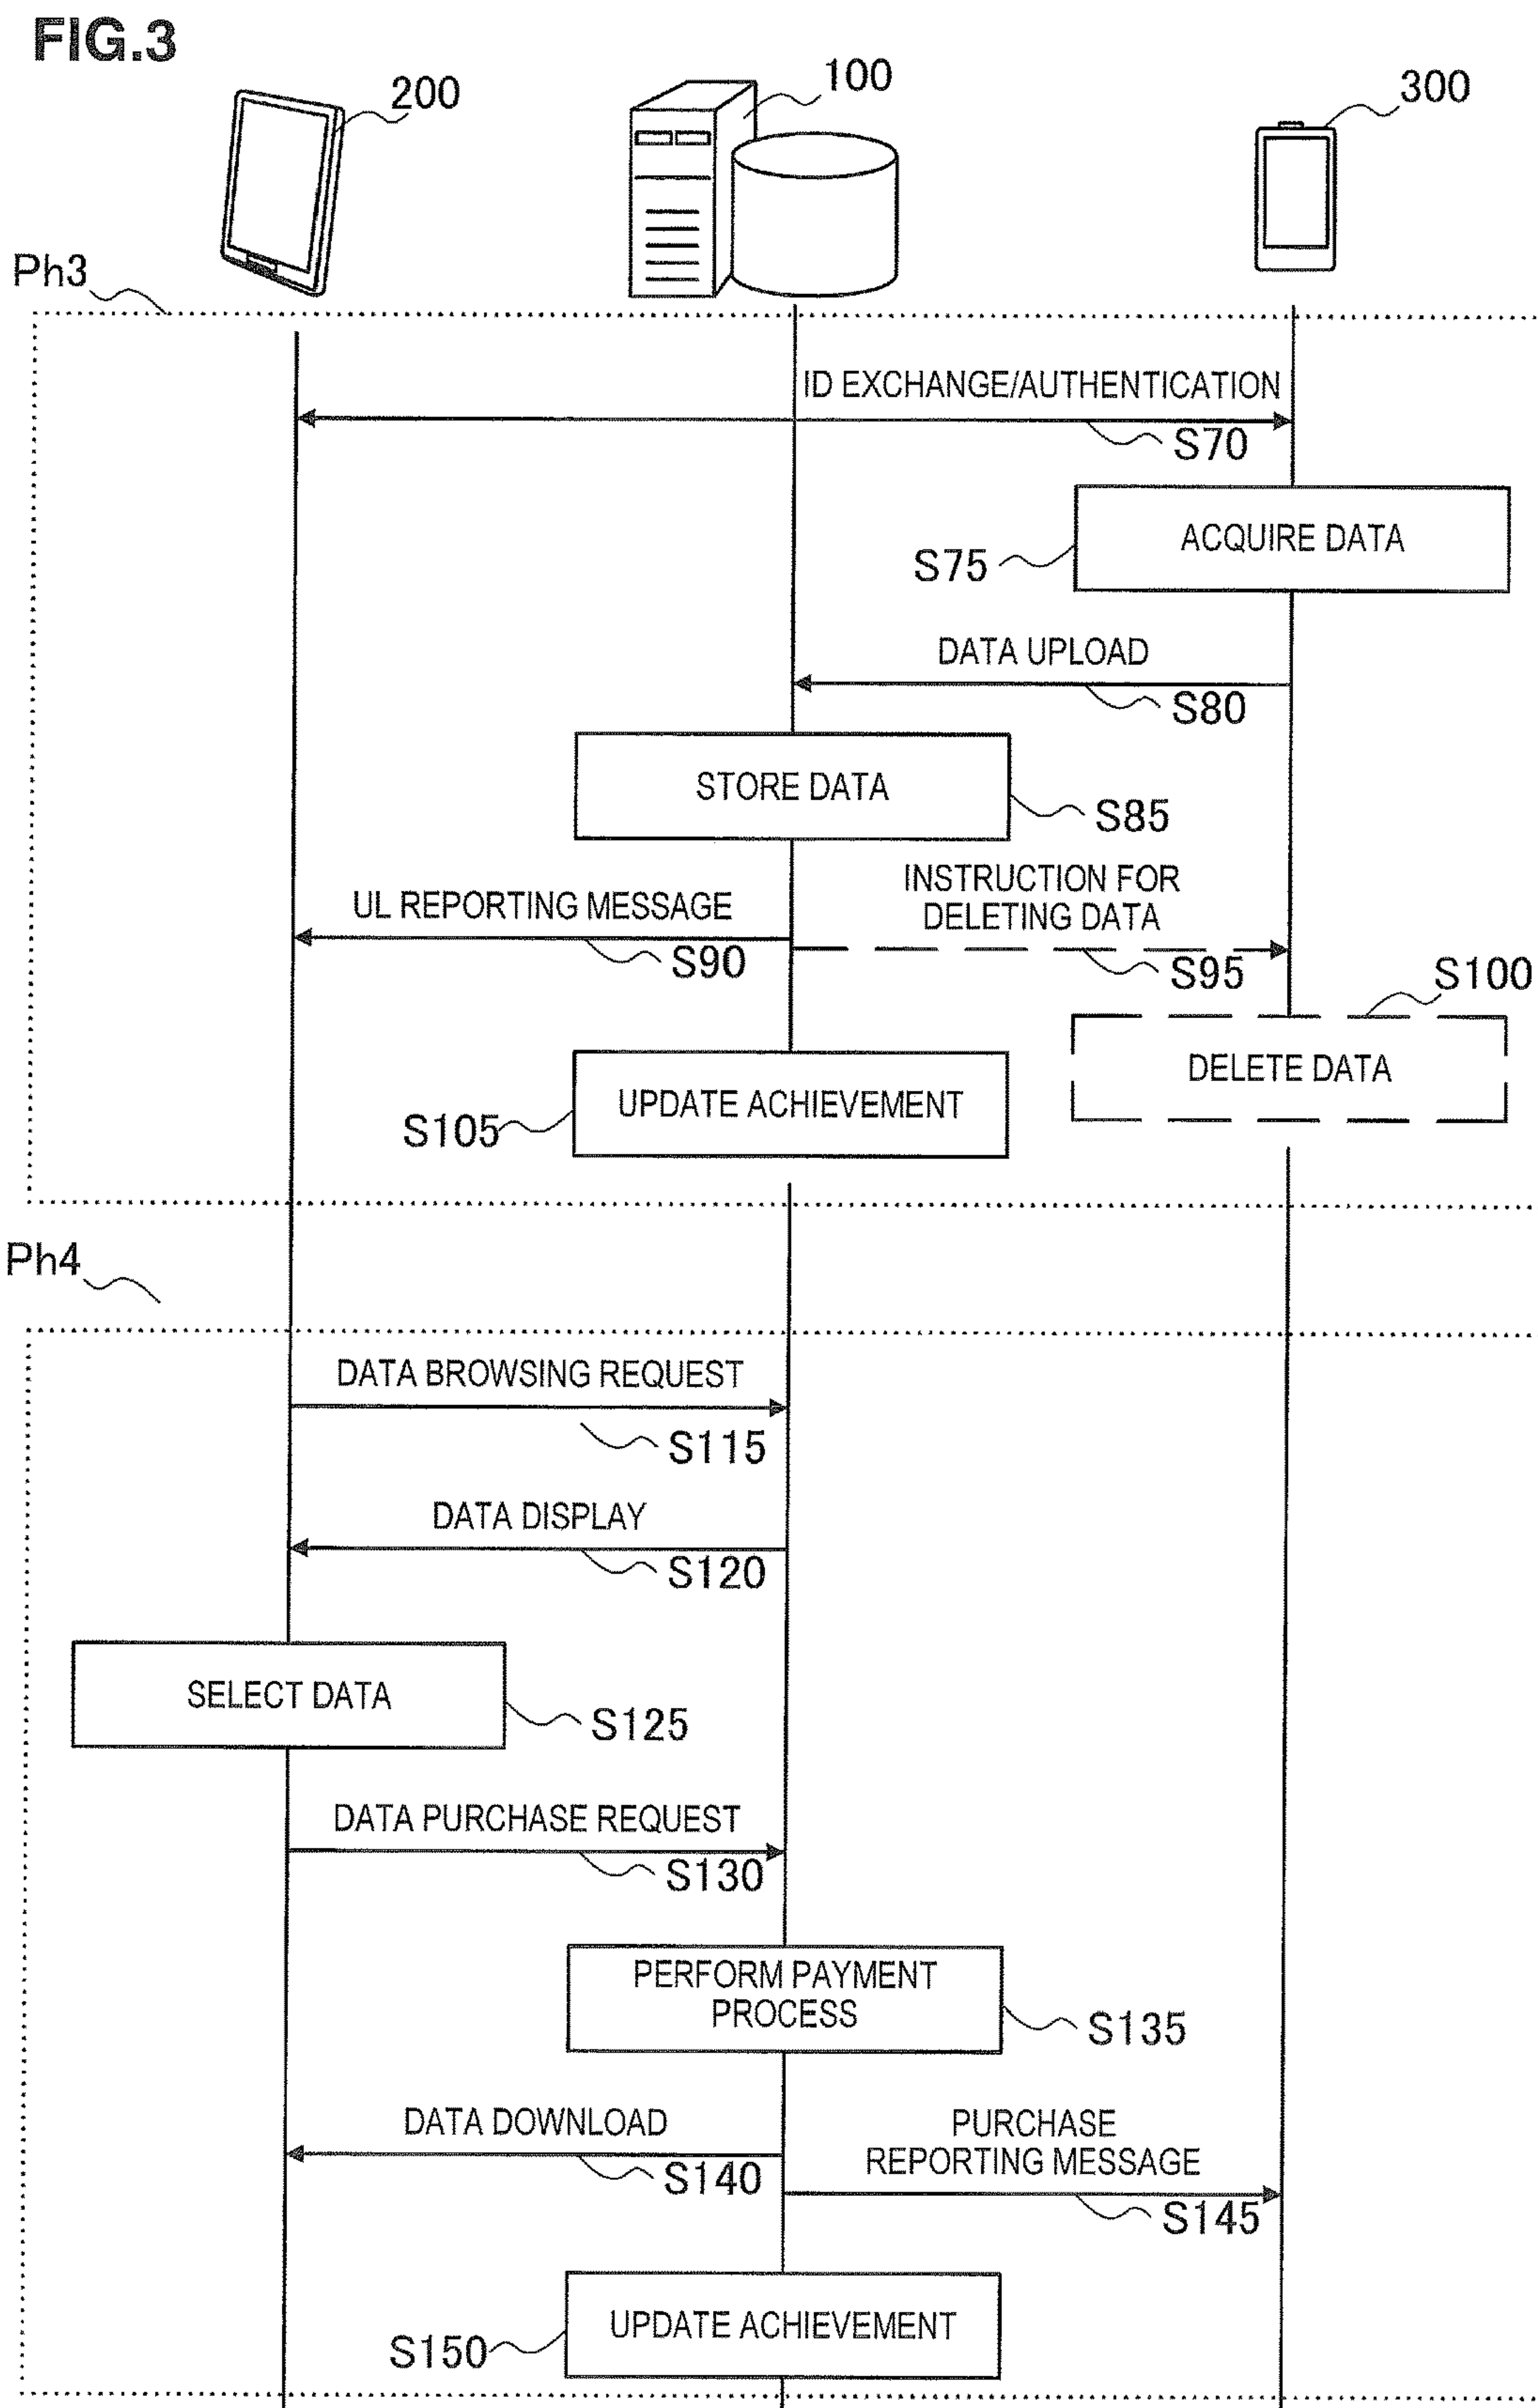 FIG.3
200
100
300
Ph3
ID EXCHANGE/AUTHENTICATION
S70
ACQUIRE DATA
S75
DATA UPLOAD
S80
STORE DATA
S85
UL REPORTING MESSAGE
S90
INSTRUCTION FOR
DELETING DATA
S95
S100
DELETE DATA
UPDATE ACHIEVEMENT
S105
Ph4
DATA BROWSING REQUEST
S115
DATA DISPLAY
S120
SELECT DATA
S125
DATA PURCHASE REQUEST
S130
PERFORM PAYMENT
PROCESS
S135
DATA DOWNLOAD
S140
PURCHASE
REPORTING MESSAGE
S145
UPDATE ACHIEVEMENT
S150